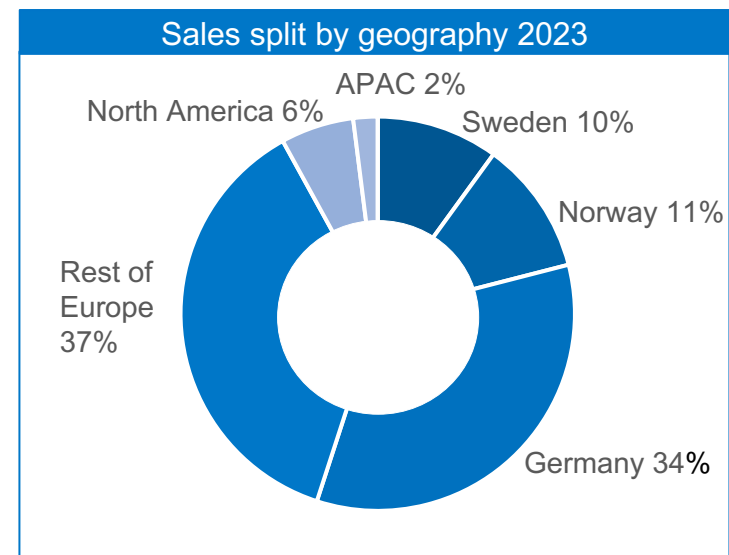 Sales split by geography 2023
APAC 2%
North America 6%
Sweden 10%
Norway 11%
Rest of
Europe
37%
Germany 34%